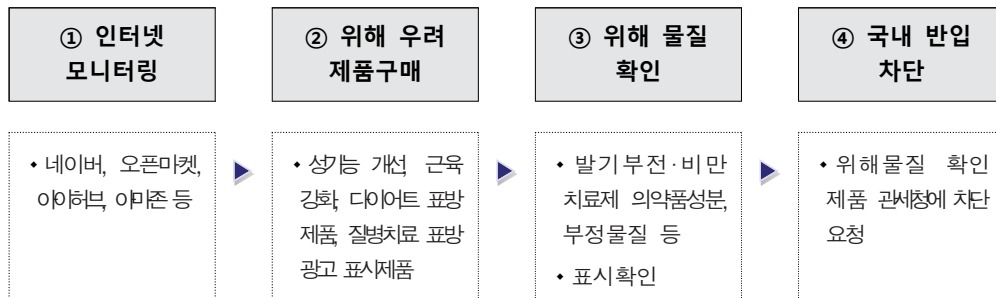 ① 인터넷
모니터링
② 위해 우려
제품구매
③ 위해 물질
확인
④ 국내 반입
차단
• 네이버, 오픈마켓,
아이허브, 아마존 등
• 성기능 개선, 근육
강화, 다이어트 표방
제품, 질병치료 표방
광고 표시제품
• 발기부전·비만
치료제 의약품성분,
부정물질 등
• 표시확인
• 위해물질 확인
제품 관세청에 차단
요청